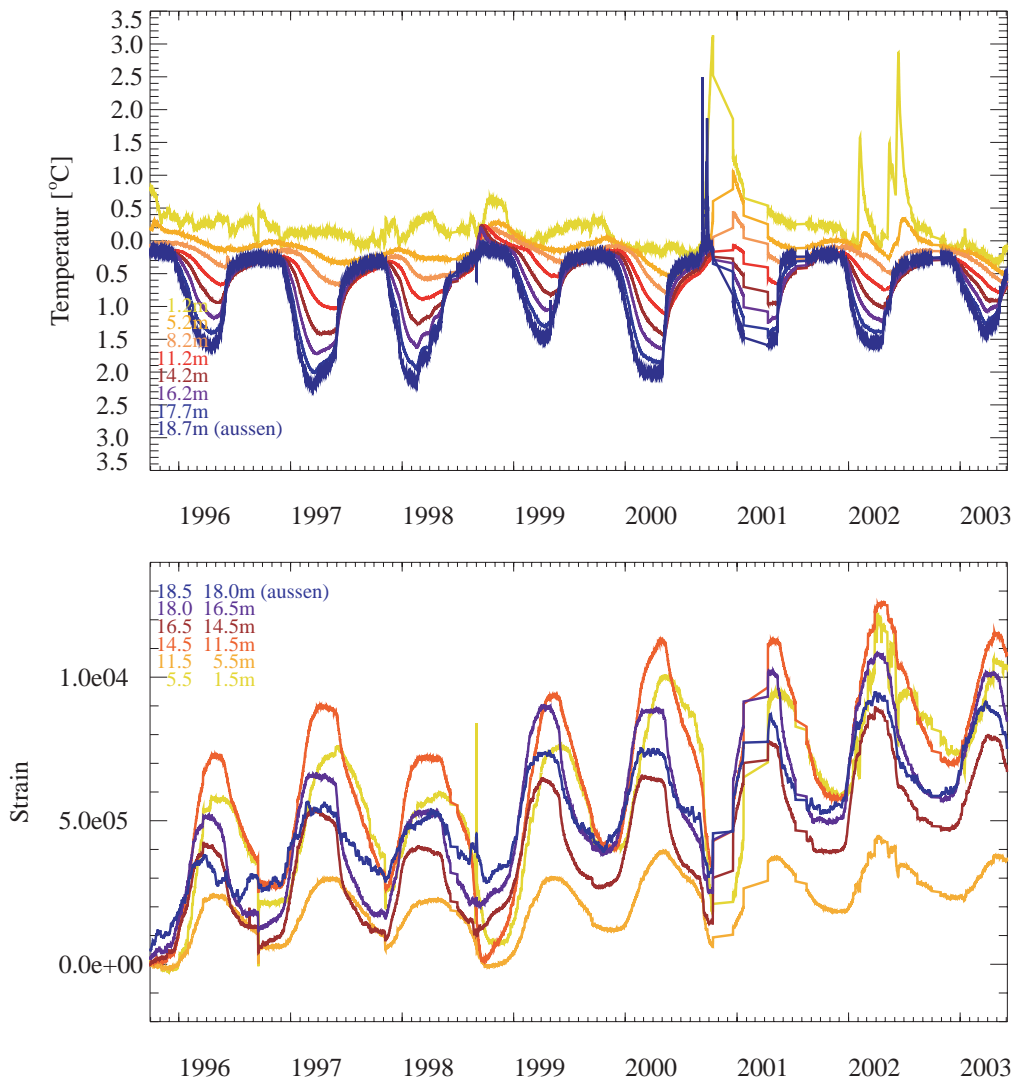 3.5
3.0
2.5
2.0
1.5
1.0
0.5
0.0
0.5
1.0
1.5
2.0
2.5
3.0
3.5
Temperatur [°C]
1.2m
5.2m
8.2m
11.2m
14.2m
16.2m
17.7m
18.7m (aussen)
1996 1997 1998 1999 2000 2001 2002 2003
18.5 18.0m (aussen)
18.0 16.5m
16.5 14.5m
14.5 11.5m
11.5 5.5m
5.5 1.5m
1.0e+04
5.0e+05
0.0e+00
Strain
1996 1997 1998 1999 2000 2001 2002 2003